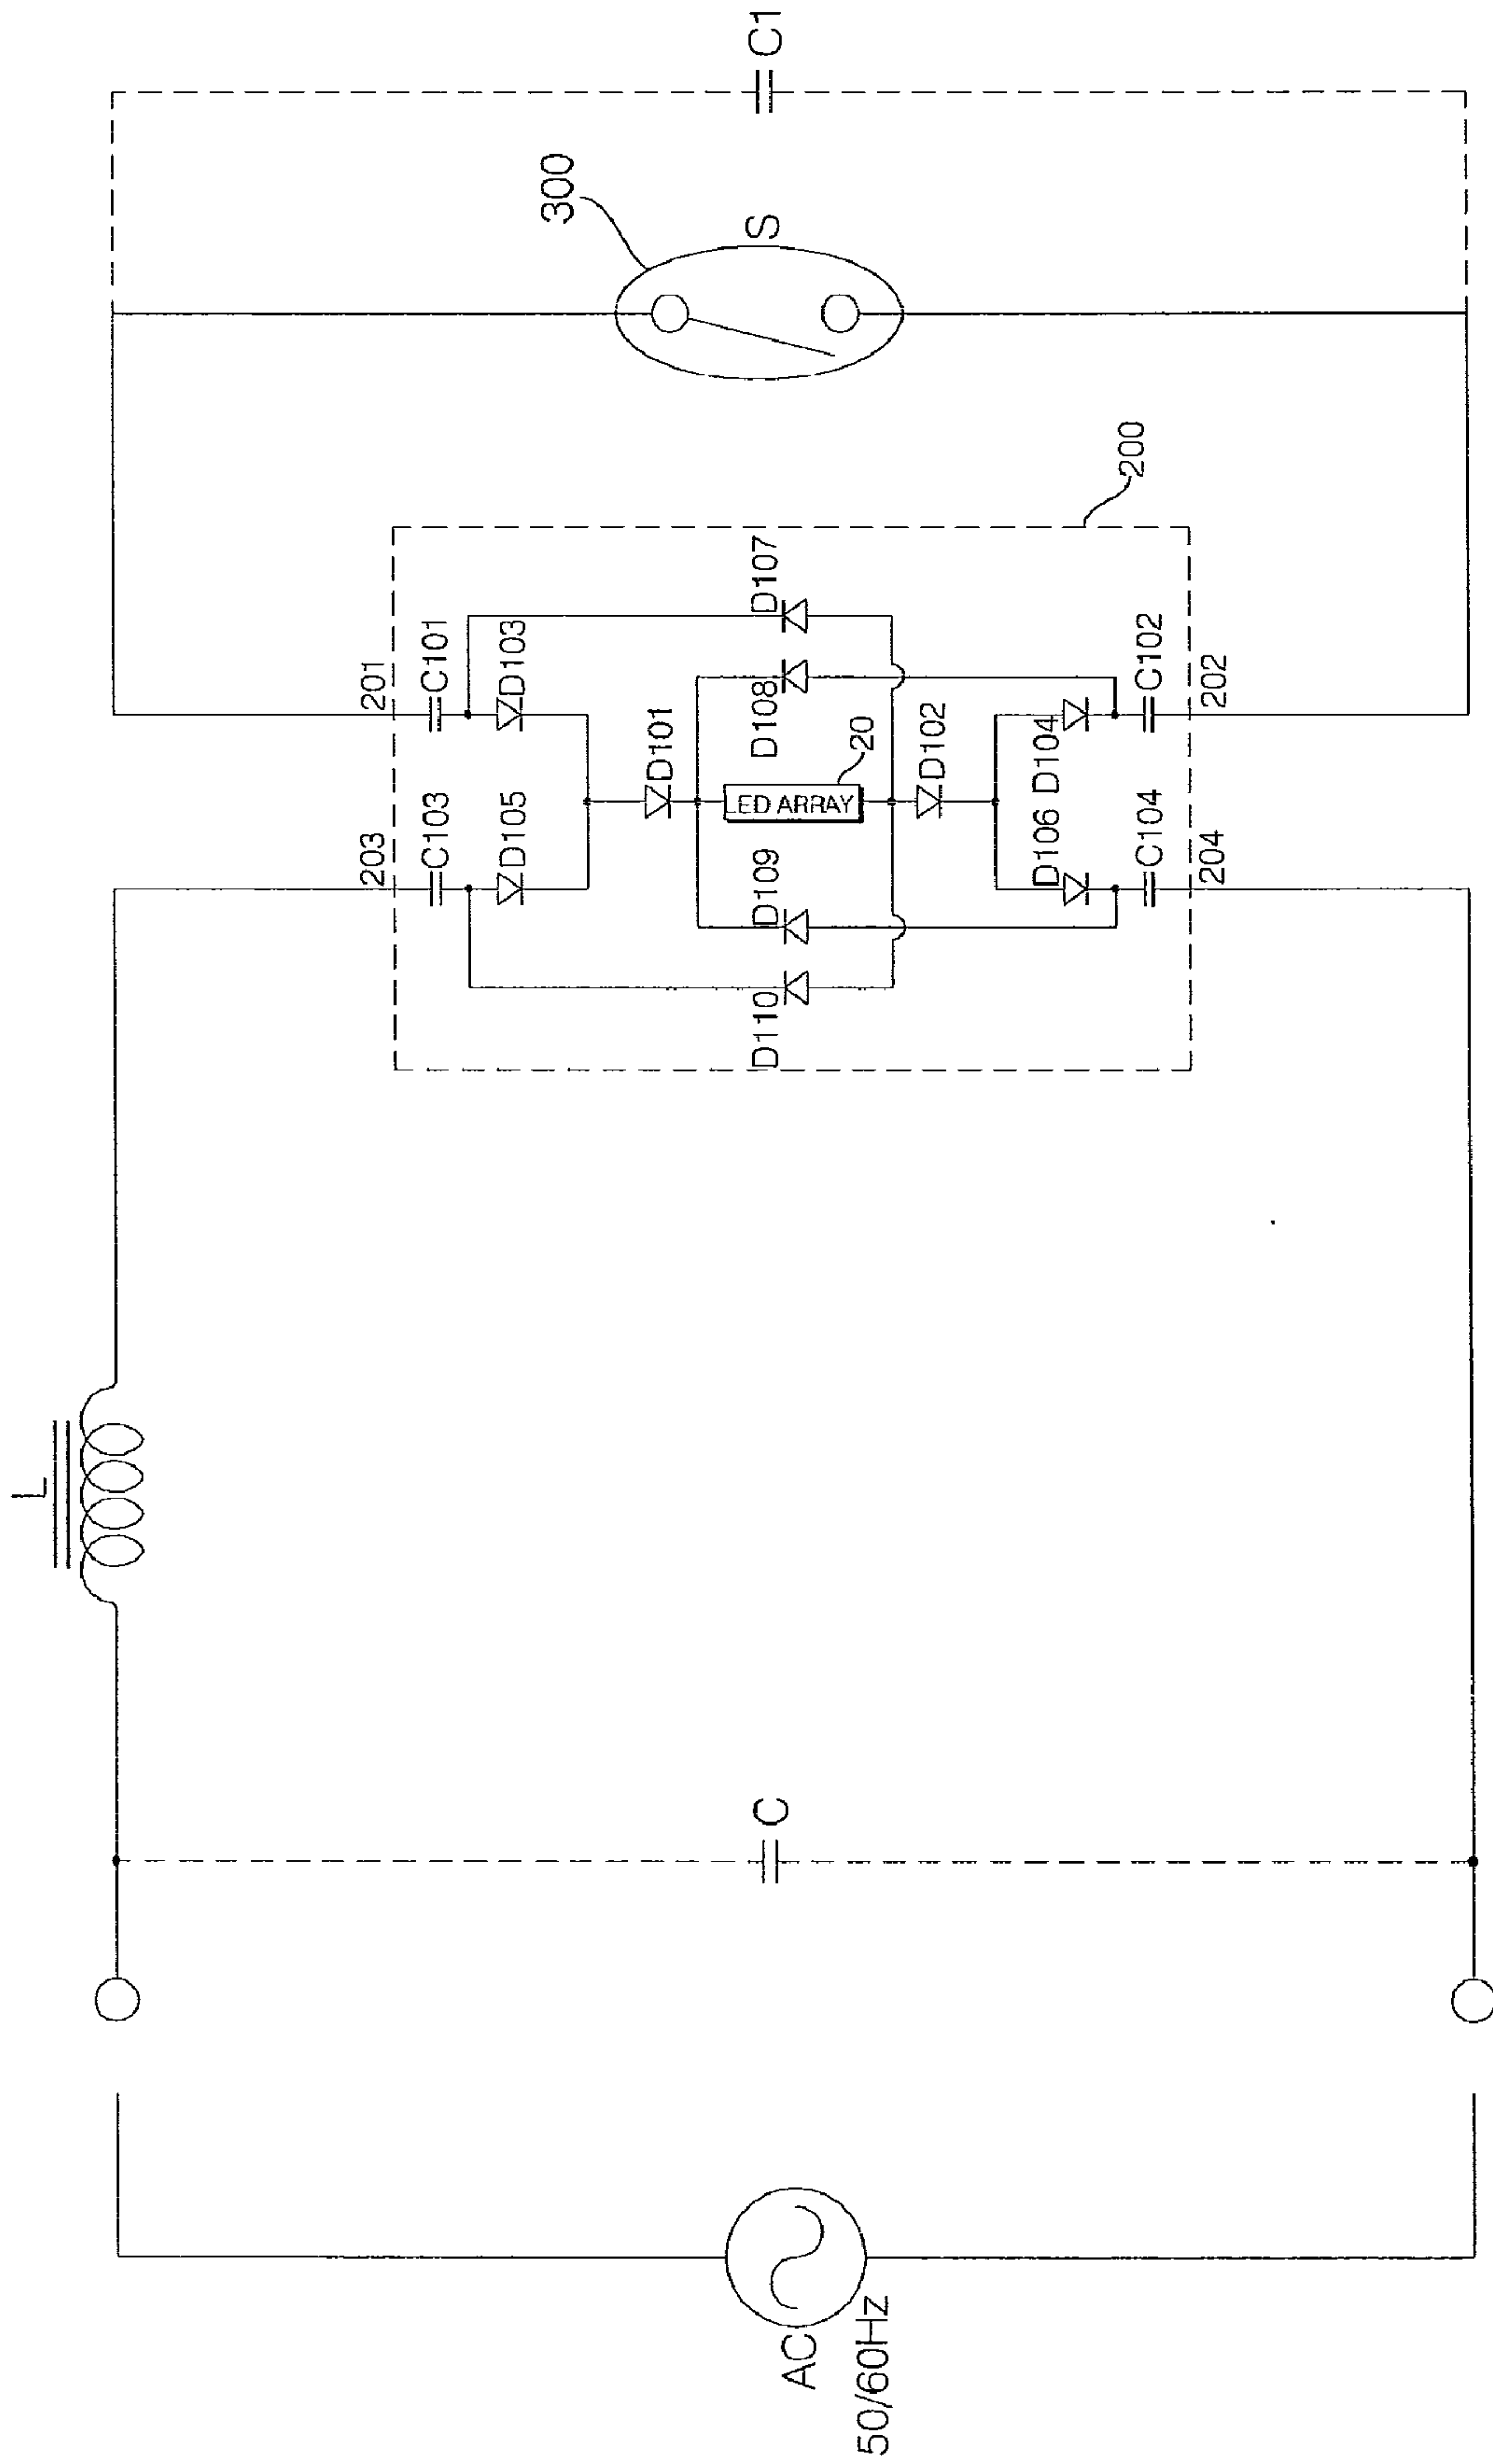 L
AC
50/60Hz
C
203
201
C103
C101
D105
D103
D101
D110
D109
LED ARRAY
20
D108
D107
D102
D106
D104
C104
C102
204
202
200
300
S
C1